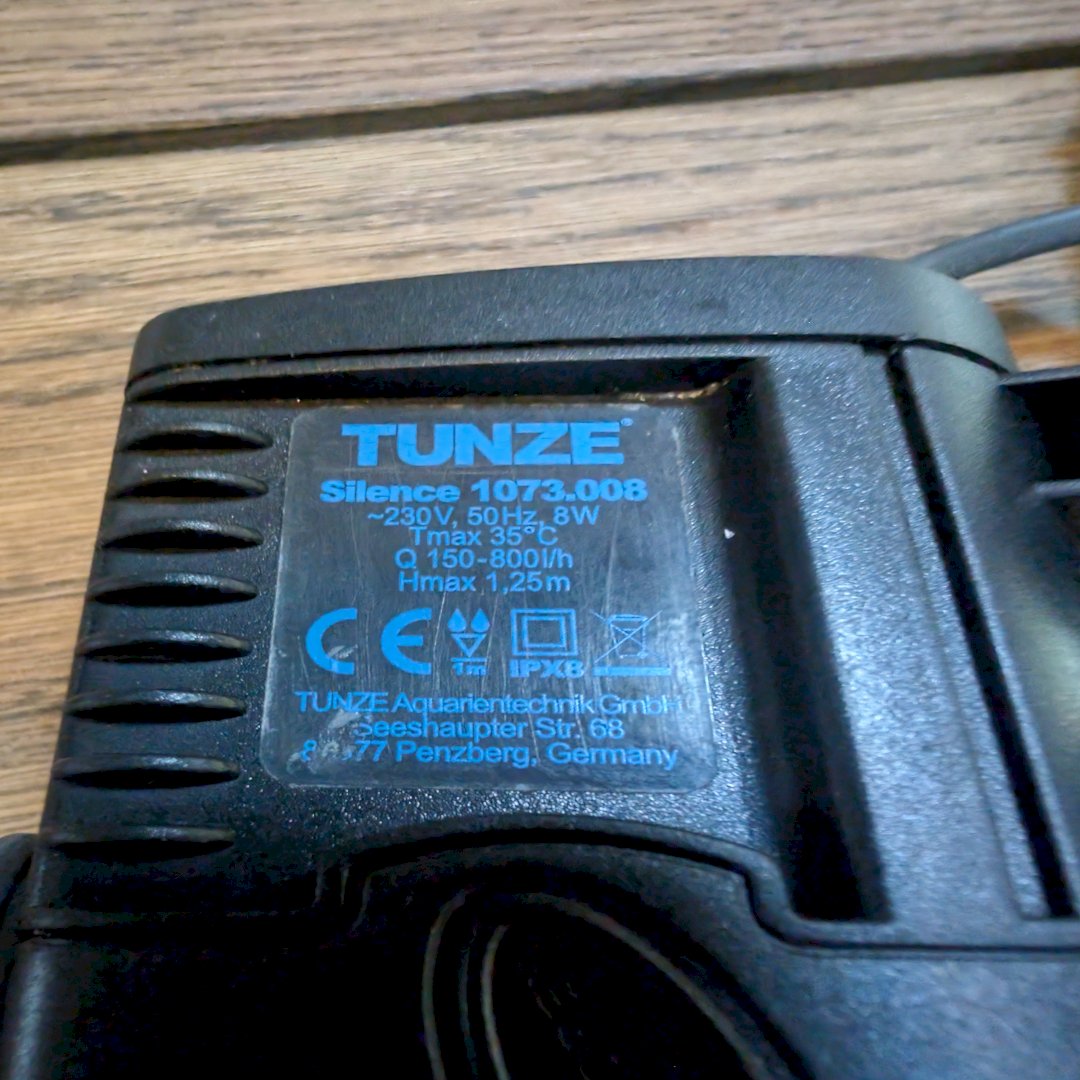 TUNZE®
Silence 1073.008
~230V, 50Hz, 8W
Tmax 35°C
Q 150-800l/h
Hmax 1,25m
CE 1m IPX8
TUNZE Aquarientechnik GmbH
Seeshaupter Str. 68
Penzberg, Germany